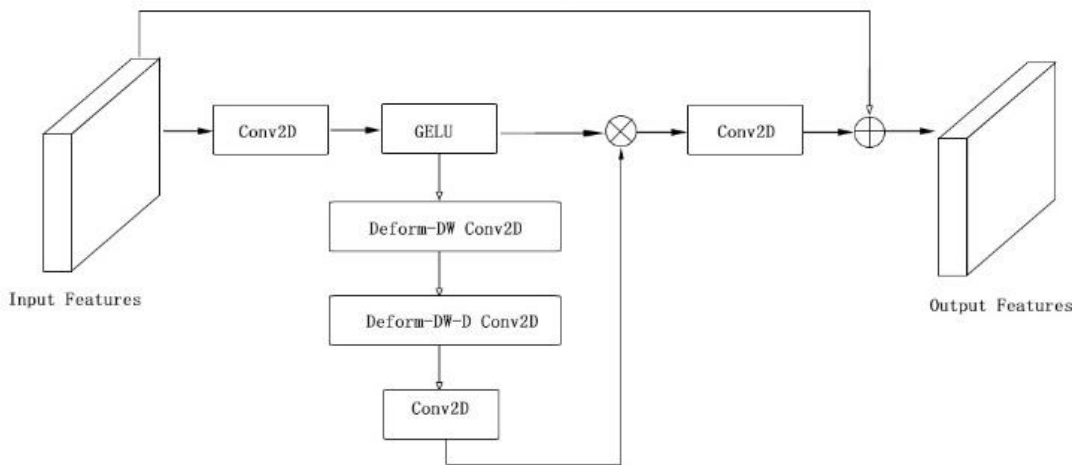 Conv2D
GELU
Conv2D
Deform-DW Conv2D
Input Features
Output Features
Deform-DW-D Conv2D
Conv2D